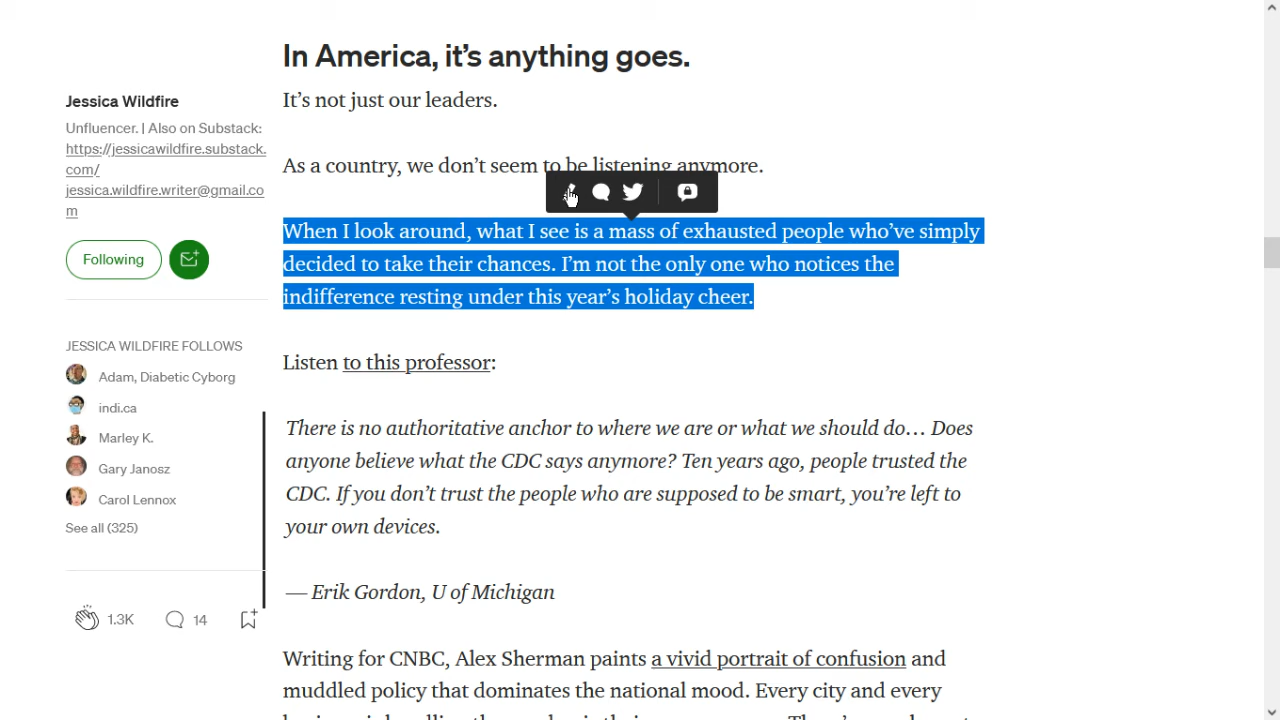 In America, it's anything goes.
Jessica Wildfire
Unfluencer. | Also on Substack:
https://jessicawildfire.substack.
com/
jessica.wildfire.writer@gmail.co
m
Following
JESSICA WILDFIRE FOLLOWS
Adam, Diabetic Cyborg
indi.ca
Marley K.
Gary Janosz
Carol Lennox
See all (325)
1.3K
14
It's not just our leaders.
As a country, we don't seem to be listening anymore.
When I look around, what I see is a mass of exhausted people who've simply
decided to take their chances. I'm not the only one who notices the
indifference resting under this year's holiday cheer.
Listen to this professor:
There is no authoritative anchor to where we are or what we should do… Does
anyone believe what the CDC says anymore? Ten years ago, people trusted the
CDC. If you don't trust the people who are supposed to be smart, you're left to
your own devices.
— Erik Gordon, U of Michigan
Writing for CNBC, Alex Sherman paints a vivid portrait of confusion and
muddled policy that dominates the national mood. Every city and every